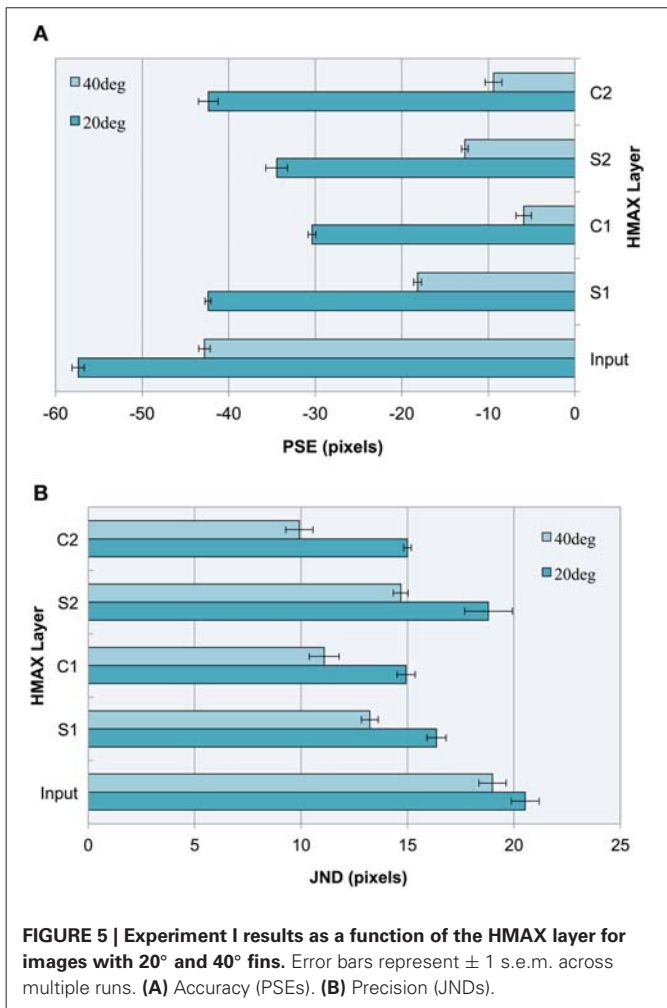 A
40deg
20deg
C2
S2
C1
S1
Input
HMAX Layer
-60 -50 -40 -30 -20 -10 0
PSE (pixels)
B
C2
S2
C1
S1
Input
HMAX Layer
40deg
20deg
0 5 10 15 20 25
JND (pixels)
FIGURE 5 | Experiment I results as a function of the HMAX layer for
images with 20° and 40° fins. Error bars represent ± 1 s.e.m. across
multiple runs. (A) Accuracy (PSEs). (B) Precision (JNDs).